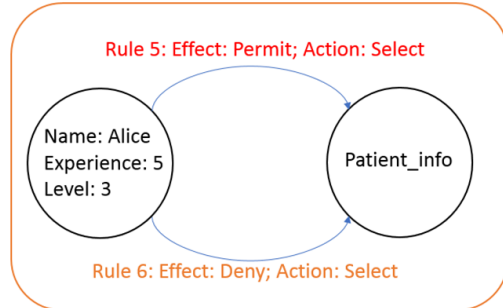 Rule 5: Effect: Permit; Action: Select
Name: Alice
Experience: 5
Level: 3
Patient_info
Rule 6: Effect: Deny; Action: Select